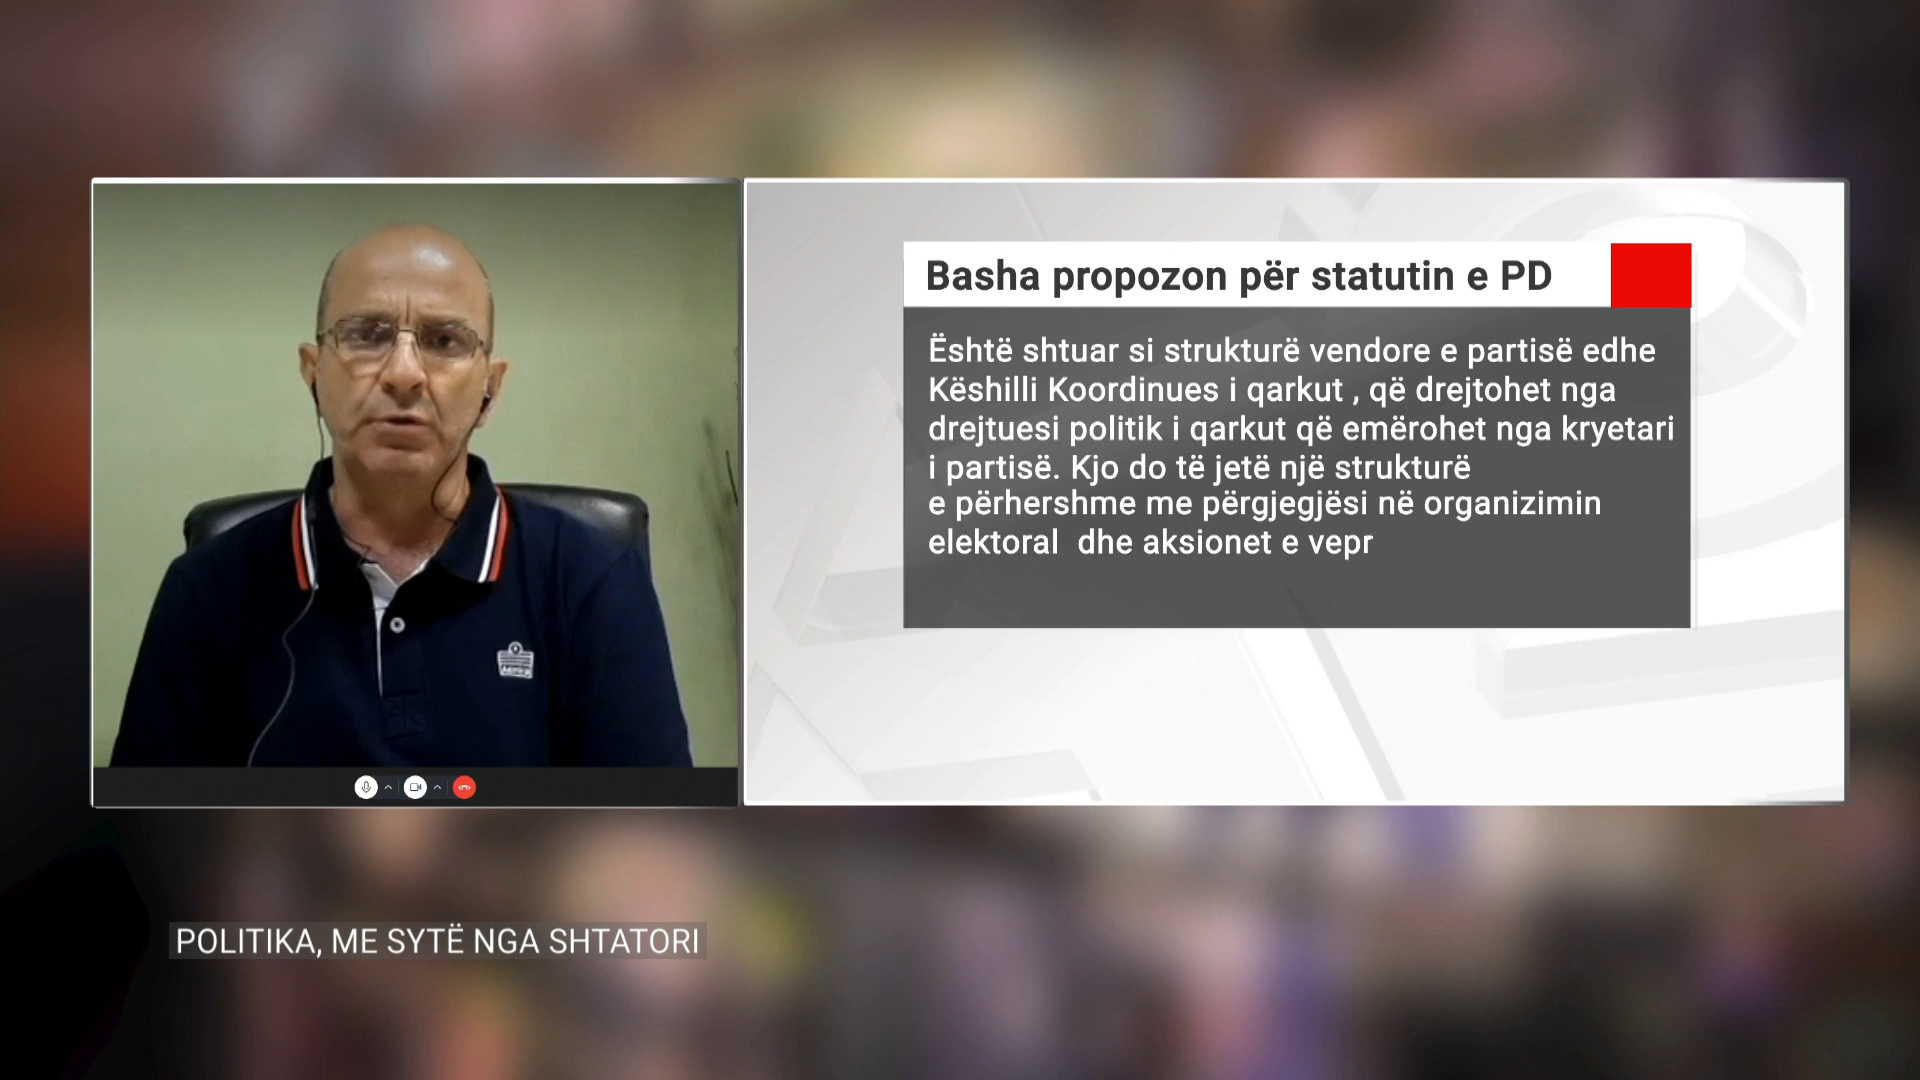 Basha propozon për statutin e PD
Është shtuar si strukturë vendore e partisë edhe
Këshilli Koordinues i qarkut , që drejtohet nga
drejtuesi politik i qarkut që emërohet nga kryetari
i partisë. Kjo do të jetë një strukturë
e përhershme me përgjegjësi në organizimin
elektoral  dhe aksionet e vepr
POLITIKA, ME SYTË NGA SHTATORI